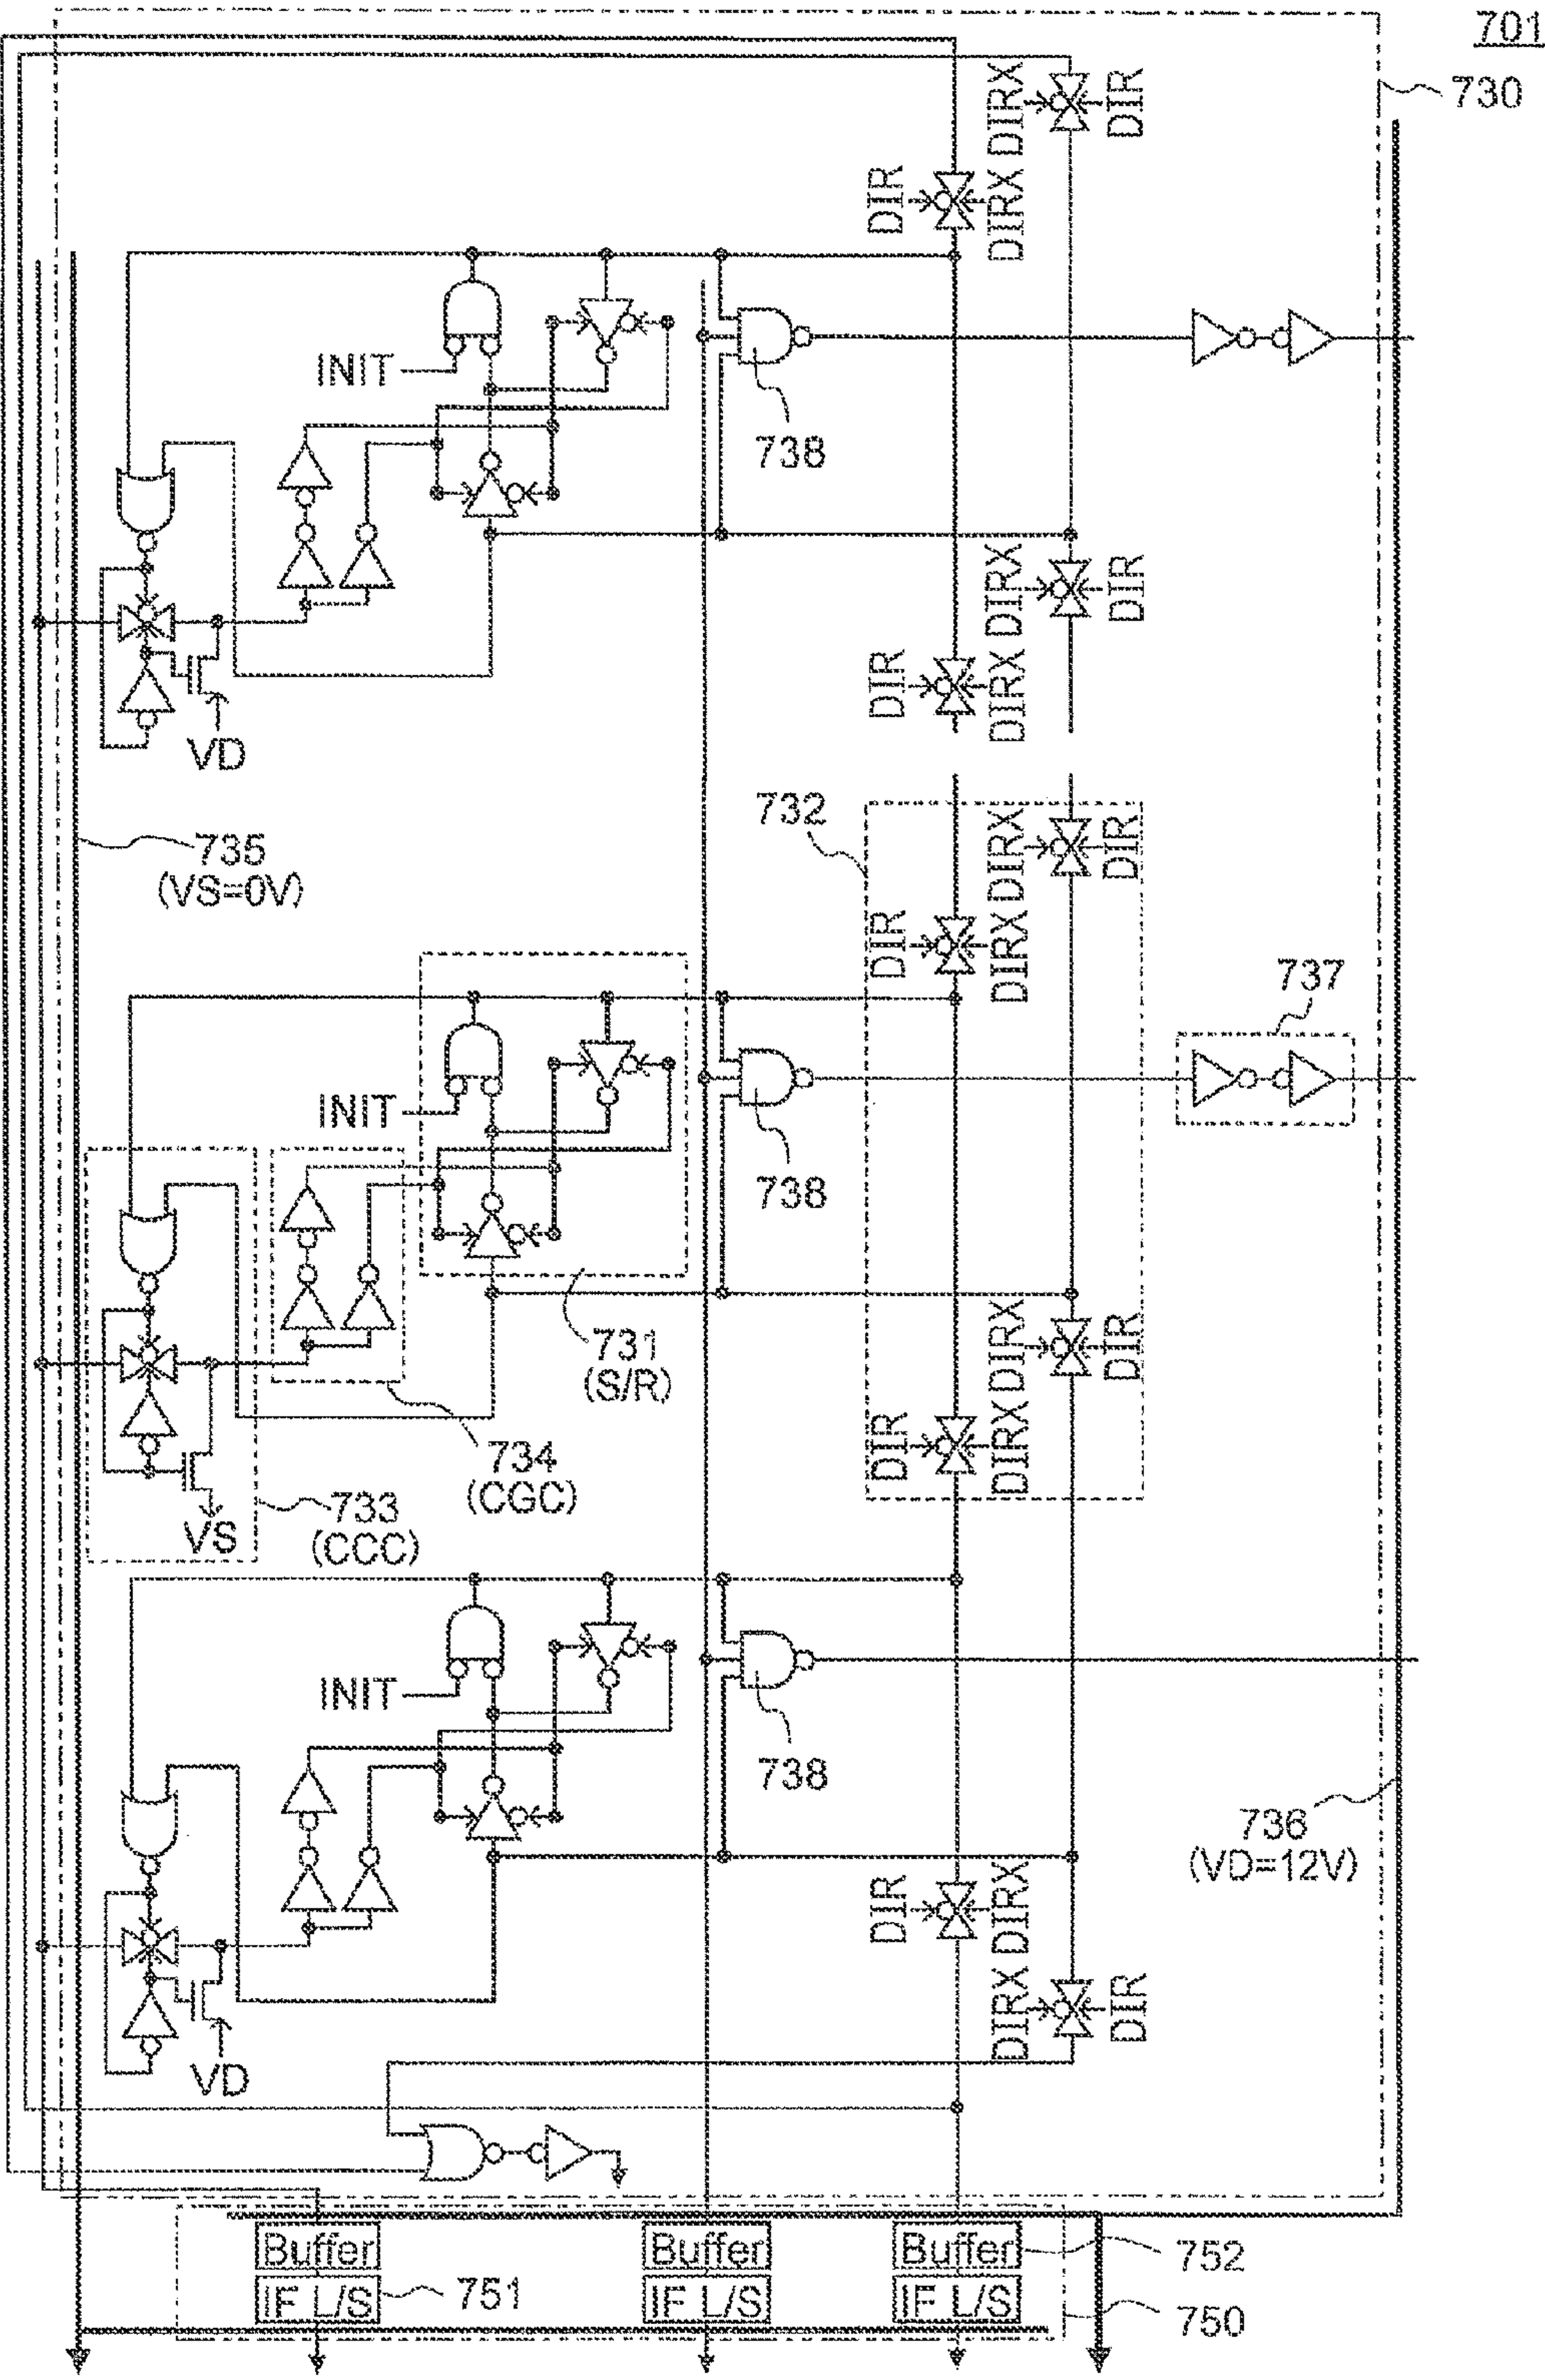 701
730
DIRX
DIR
DIR
DIRX
INIT
738
DIRX
DIR
DIR
DIRX
VD
735
(VS=0V)
732
DIRX
DIR
DIR
DIRX
737
INIT
738
731
(S/R)
DIRX
DIR
DIR
DIRX
734
(CGC)
733
(CCC)
VS
INIT
738
736
(VD=12V)
DIR
DIRX
DIRX
DIR
VD
Buffer
Buffer
Buffer
752
IF L/S
751
IF L/S
IF L/S
750